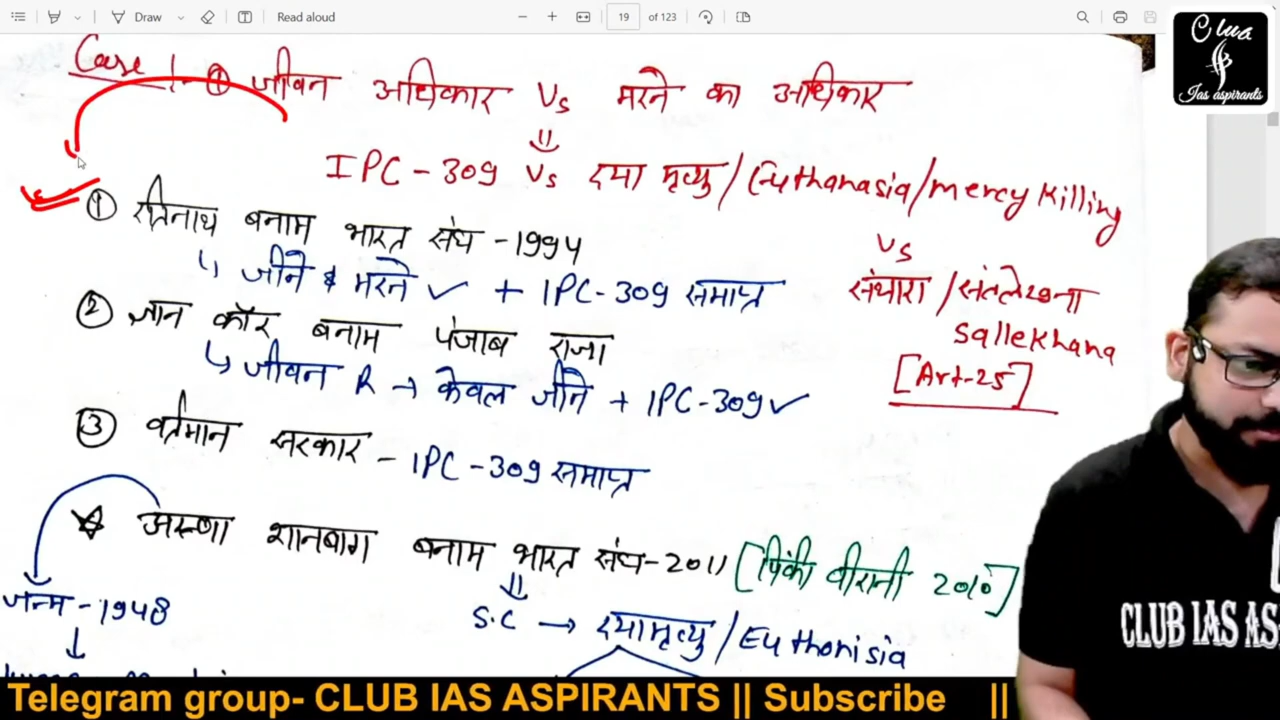 Draw
Read aloud
19 of 123
Clua
Ias aspirants
Case 1:- ① जीवन अधिकार Vs मरने का अधिकार
IPC-309 Vs दया मृत्यु/Euthanasia/mercy killing
① रतिनाथ बनाम भारत संघ-1994
Vs
↳ जीने & मरने ✓ + IPC-309 समाप्त
संथारा/संतलेखना
② ज्ञान कौर बनाम पंजाब राज्य
Sallekhana
↳ जीवन R → केवल जीने + IPC-309 ✓
[Art-25]
③ वर्तमान सरकार - IPC-309 समाप्त
अरुणा शानबाग बनाम भारत संघ-2011 [पिंकी वीरानी 2010]
जन्म-1948
S.C → दयामृत्यु/Euthonisia
CLUB IAS AS
Telegram group- CLUB IAS ASPIRANTS || Subscribe ||